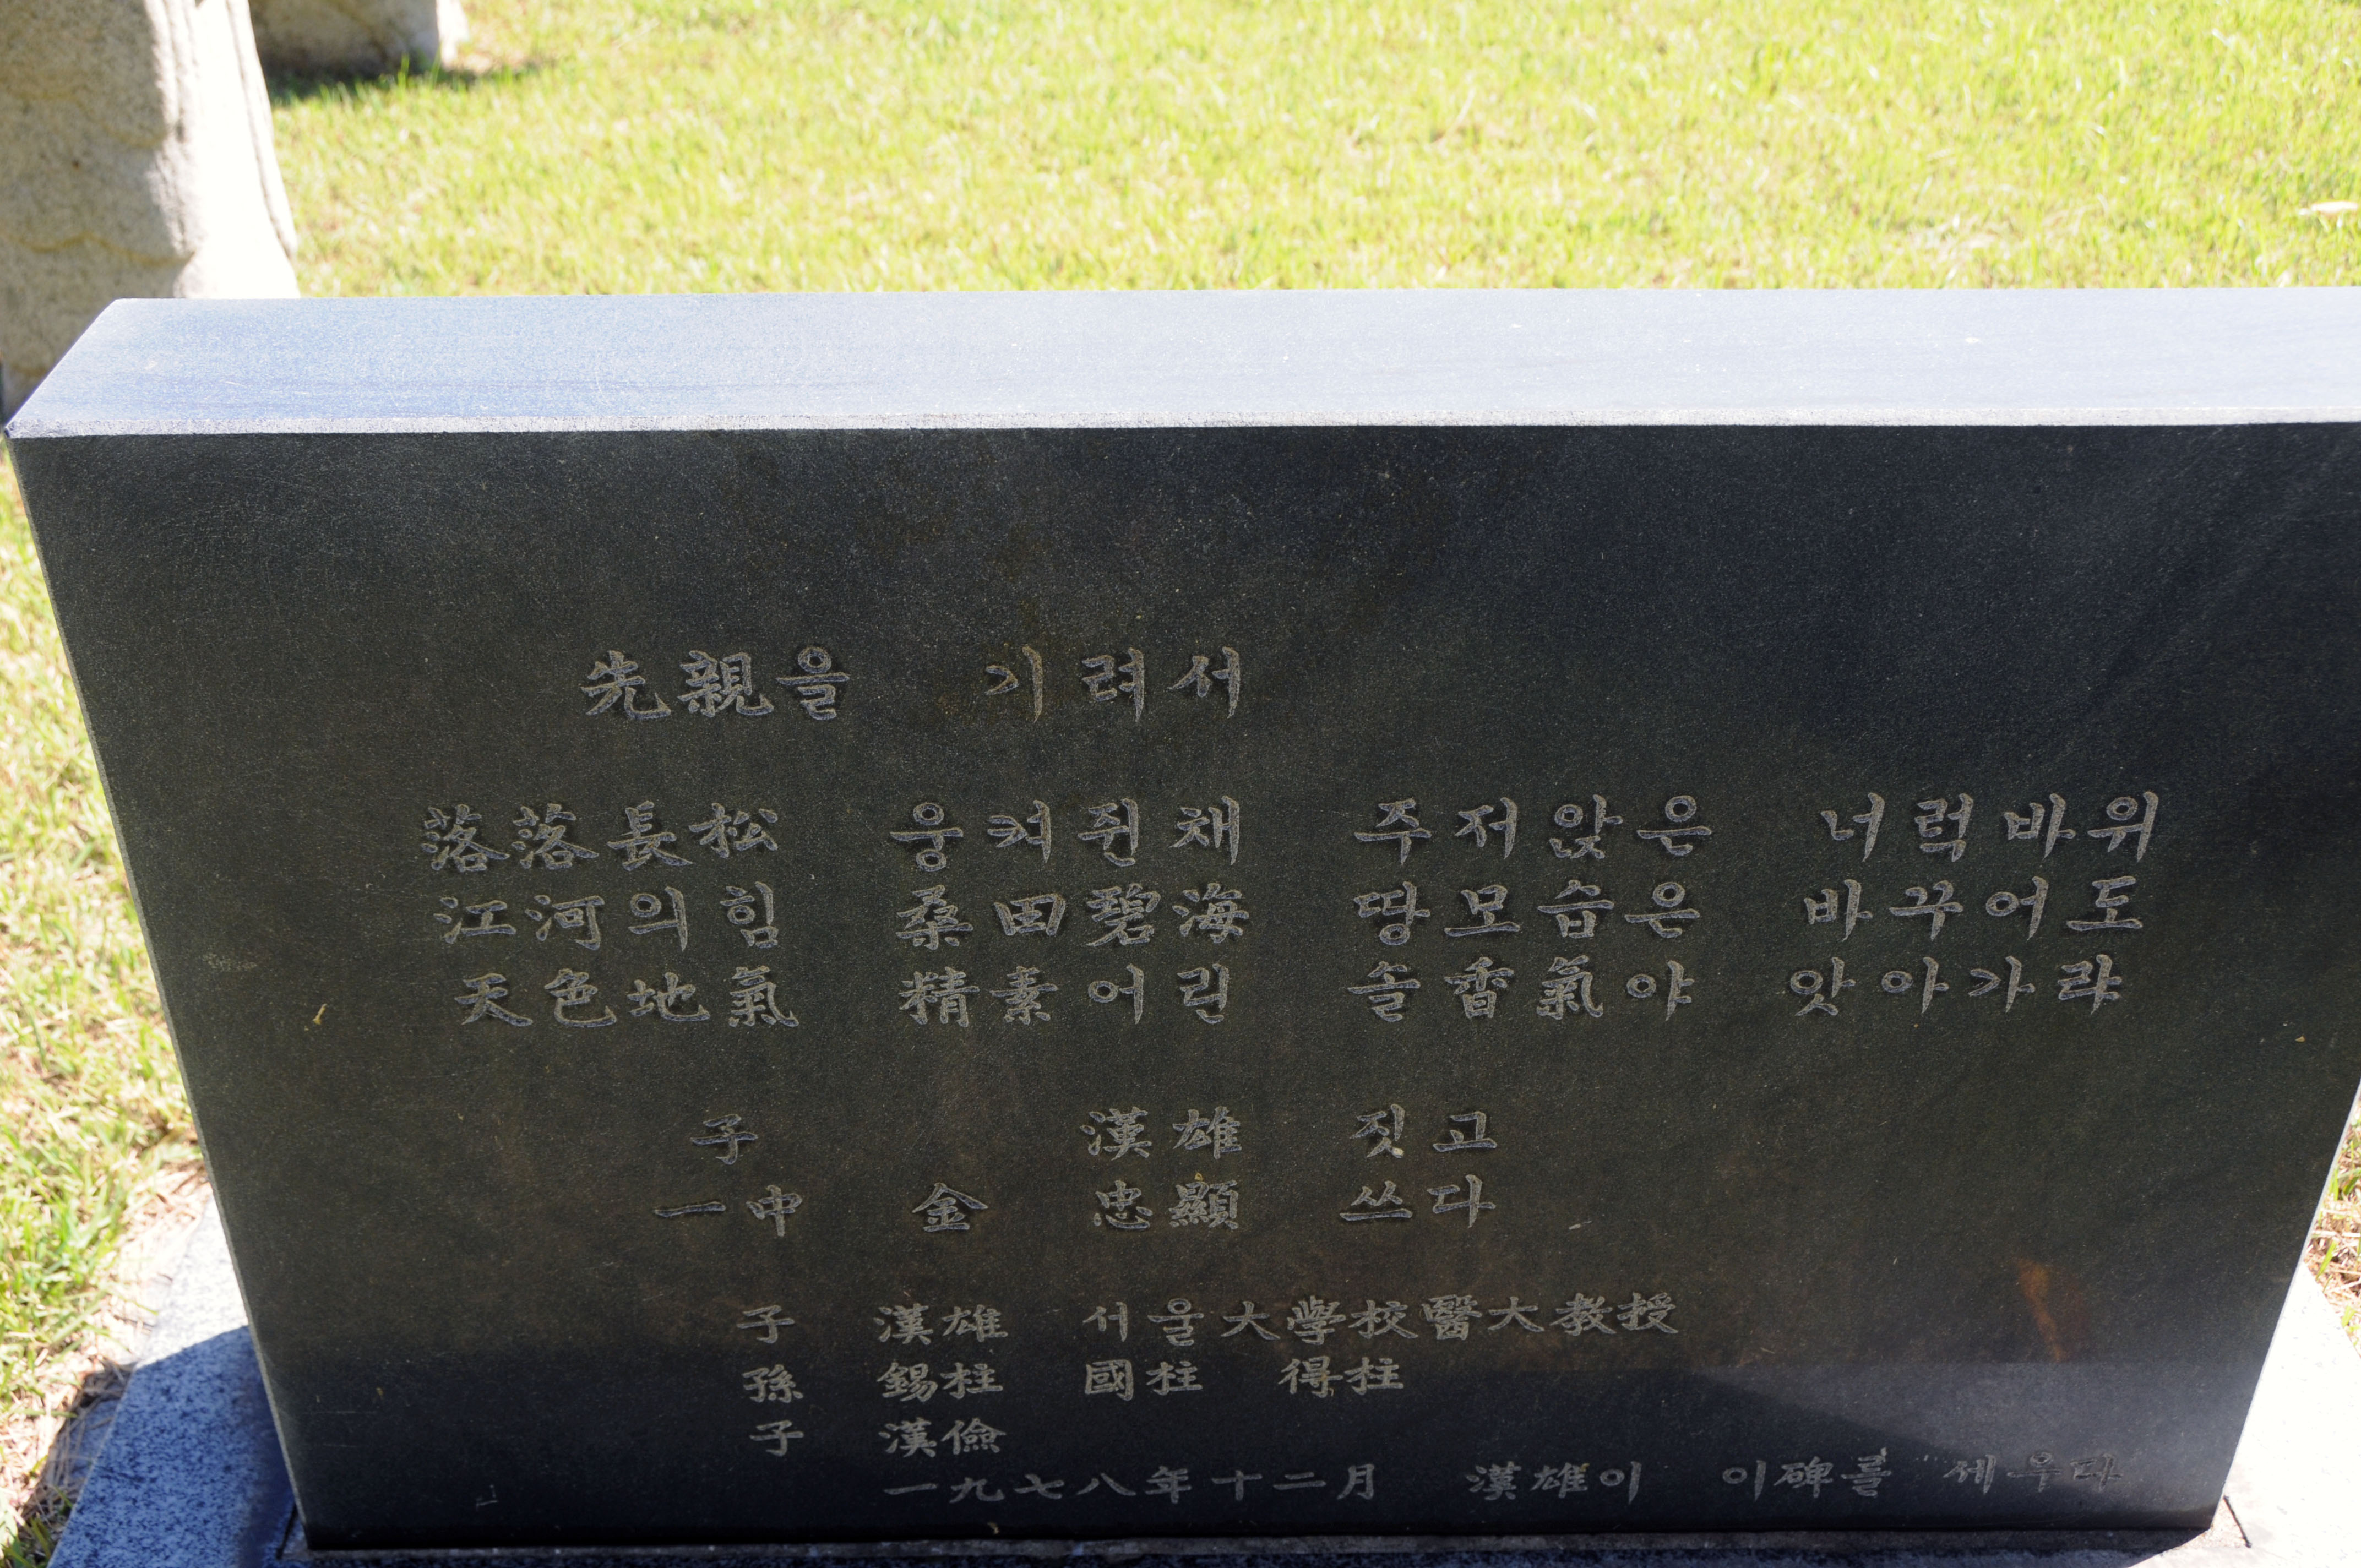 先親을 기려서
落落長松 웅켜쥔채 주저앉은 너럭바위
江河의힘 桑田碧海 땅모습은 바꾸어도
天色地氣 精素어린 솔香氣야 앗아가랴
子 漢雄 짓고
一中 金 忠顯 쓰다
子 漢雄 서울大學校醫大教授
孫 錫柱 國柱 得柱
子 漢儉
一九七八年十二月 漢雄이 이碑를 세우다